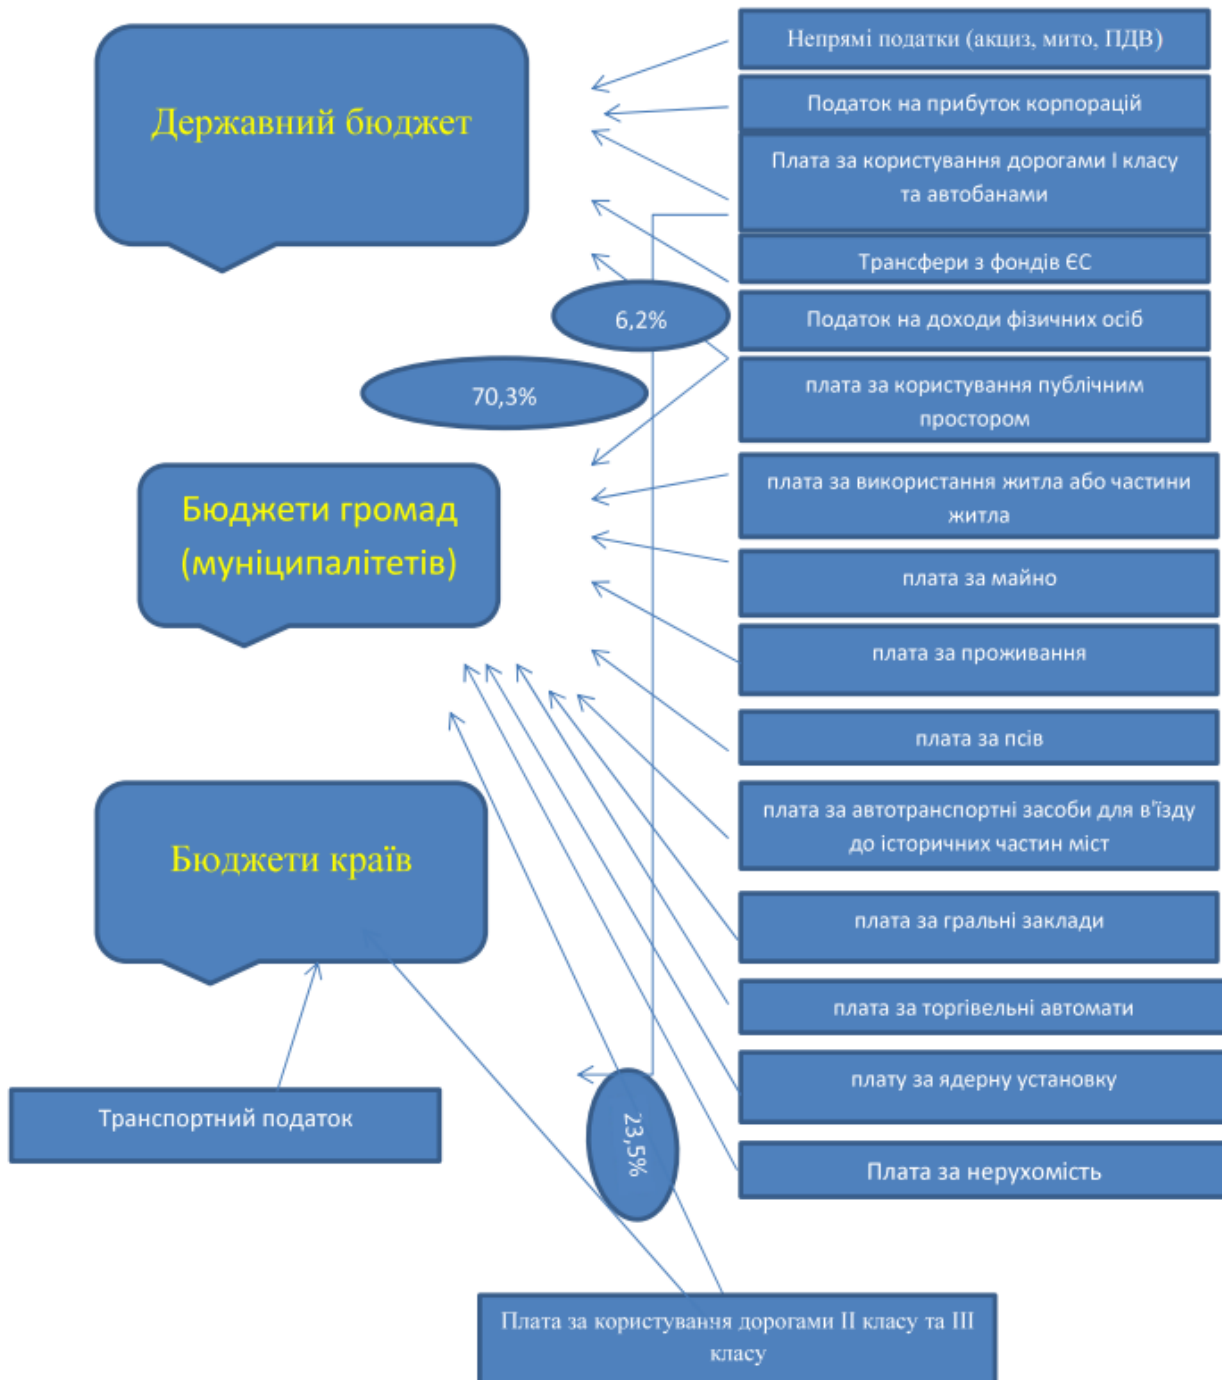 Непрямі податки (акциз, мито, ПДВ)
Державний бюджет
Податок на прибуток корпорацій
Плата за користування дорогами І класу
та автобанами
Трансфери з фондів ЄС
6,2%
Податок на доходи фізичних осіб
70,3%
плата за користування публічним
простором
Бюджети громад
(муніципалітетів)
плата за використання житла або частини
житла
плата за майно
плата за проживання
плата за псів
Бюджети країв
плата за автотранспортні засоби для в'їзду
до історичних частин міст
плата за гральні заклади
плата за торгівельні автомати
плату за ядерну установку
Транспортний податок
23,5%
Плата за нерухомість
Плата за користування дорогами ІІ класу та ІІІ
класу